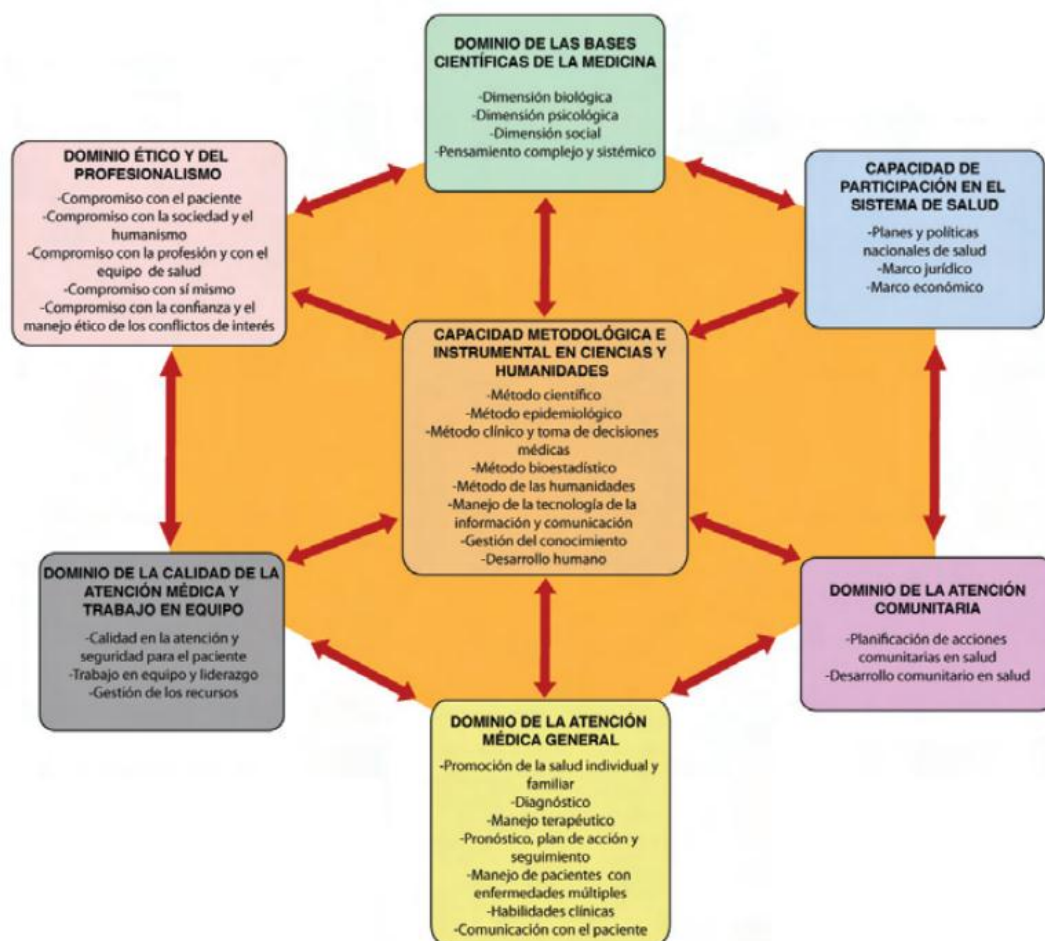 DOMINIO DE LAS BASES
CIENTÍFICAS DE LA MEDICINA
-Dimensión biológica
-Dimensión psicológica
-Dimensión social
-Pensamiento complejo y sistémico
DOMINIO ÉTICO Y DEL
PROFESIONALISMO
-Compromiso con el paciente
-Compromiso con la sociedad y el
humanismo
-Compromiso con la profesión y con el
equipo de salud
-Compromiso con sí mismo
-Compromiso con la confianza y el
manejo ético de los conflictos de interés
CAPACIDAD DE
PARTICIPACIÓN EN EL
SISTEMA DE SALUD
-Planes y políticas
nacionales de salud
-Marco jurídico
-Marco económico
CAPACIDAD METODOLÓGICA E
INSTRUMENTAL EN CIENCIAS Y
HUMANIDADES
-Método científico
-Método epidemiológico
-Método clínico y toma de decisiones
médicas
-Método bioestadístico
-Método de las humanidades
-Manejo de la tecnología de la
información y comunicación
-Gestión del conocimiento
-Desarrollo humano
DOMINIO DE LA CALIDAD DE LA
ATENCIÓN MÉDICA Y
TRABAJO EN EQUIPO
-Calidad en la atención y
seguridad para el paciente
-Trabajo en equipo y liderazgo
-Gestión de los recursos
DOMINIO DE LA ATENCIÓN
COMUNITARIA
-Planificación de acciones
comunitarias en salud
-Desarrollo comunitario en salud
DOMINIO DE LA ATENCIÓN
MÉDICA GENERAL
-Promoción de la salud individual y
familiar
-Diagnóstico
-Manejo terapéutico
-Pronóstico, plan de acción y
seguimiento
-Manejo de pacientes con
enfermedades múltiples
-Habilidades clínicas
-Comunicación con el paciente